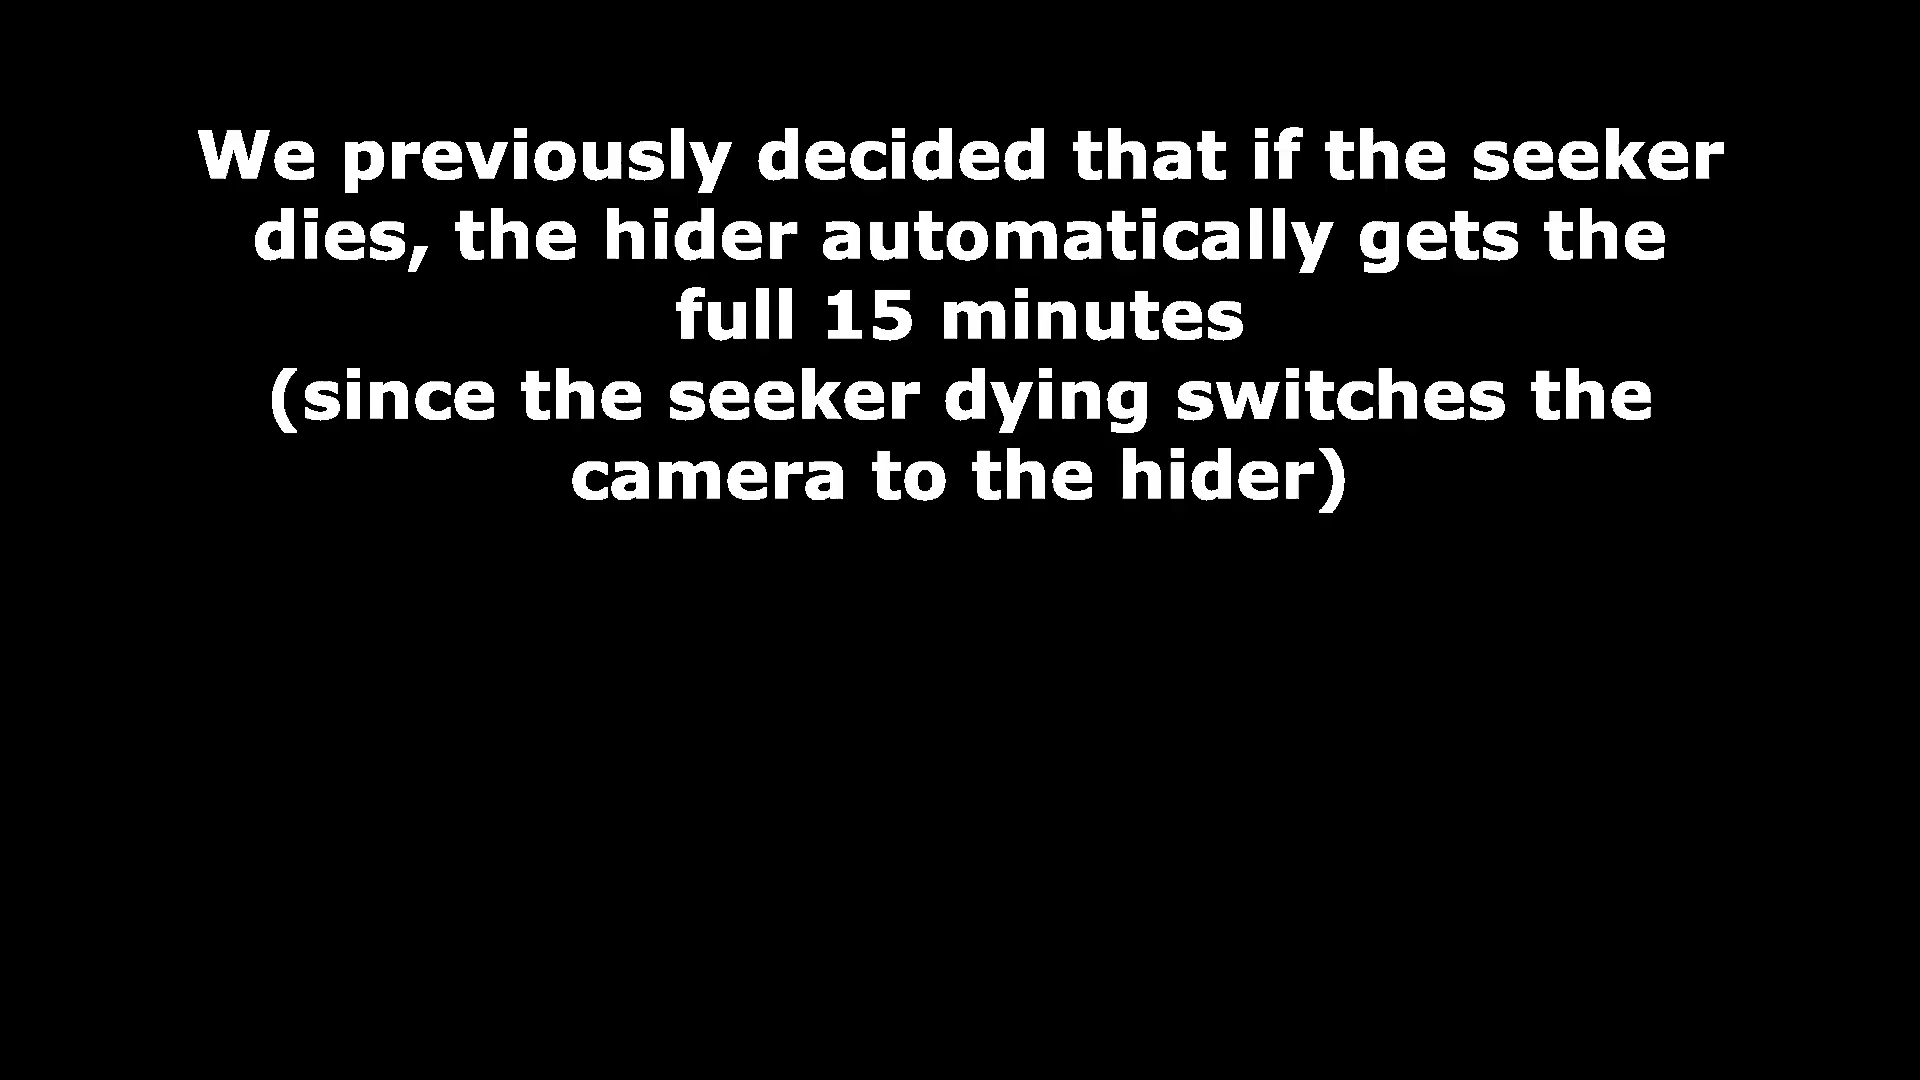 We previously decided that if the seeker
dies, the hider automatically gets the
full 15 minutes
(since the seeker dying switches the
camera to the hider)